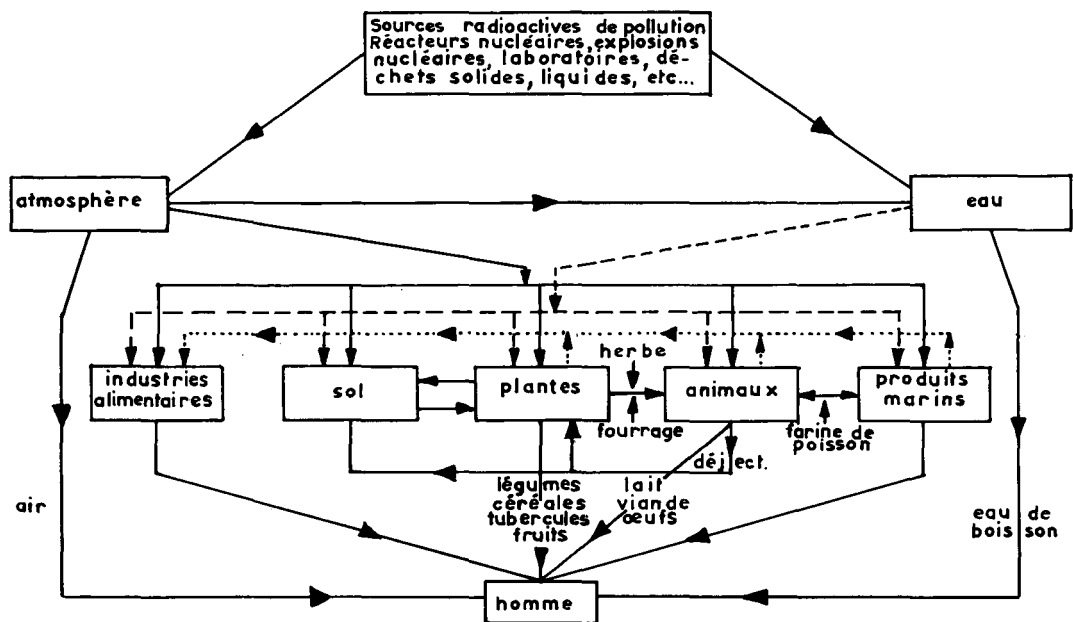 Sources radioactives de pollution
Réacteurs nucléaires, explosions
nucléaires, laboratoires, dé-
chets solides, liquides, etc...
atmosphère
eau
herbe
industries
alimentaires
sol
plantes
animaux
produits
marins
fourrage
farine de
poisson
déject.
légumes
céréales
tubercules
fruits
lait
viande
œufs
air
eau de
boisson
homme